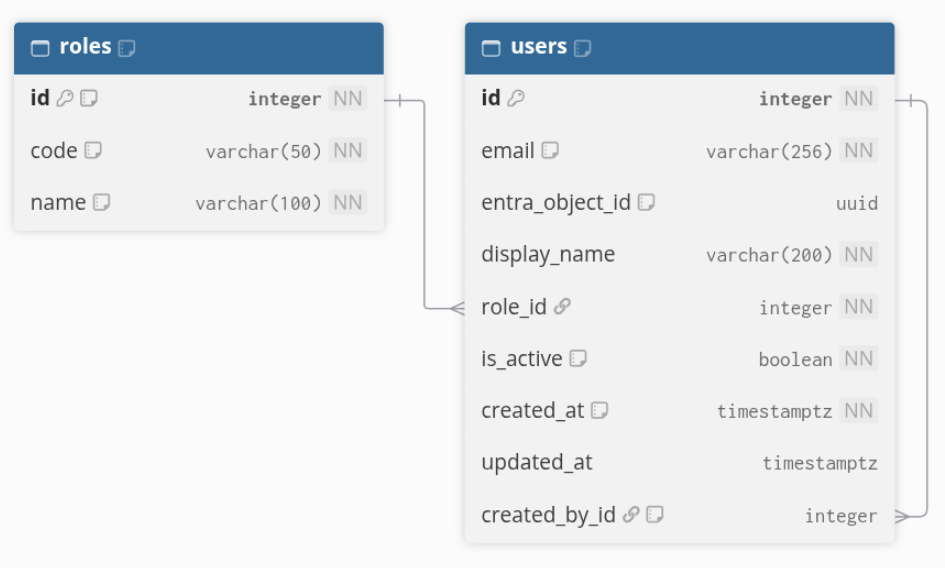 roles
id integer NN
code varchar(50) NN
name varchar(100) NN
users
id integer NN
email varchar(256) NN
entra_object_id uuid
display_name varchar(200) NN
role_id integer NN
is_active boolean NN
created_at timestamptz NN
updated_at timestamptz
created_by_id integer